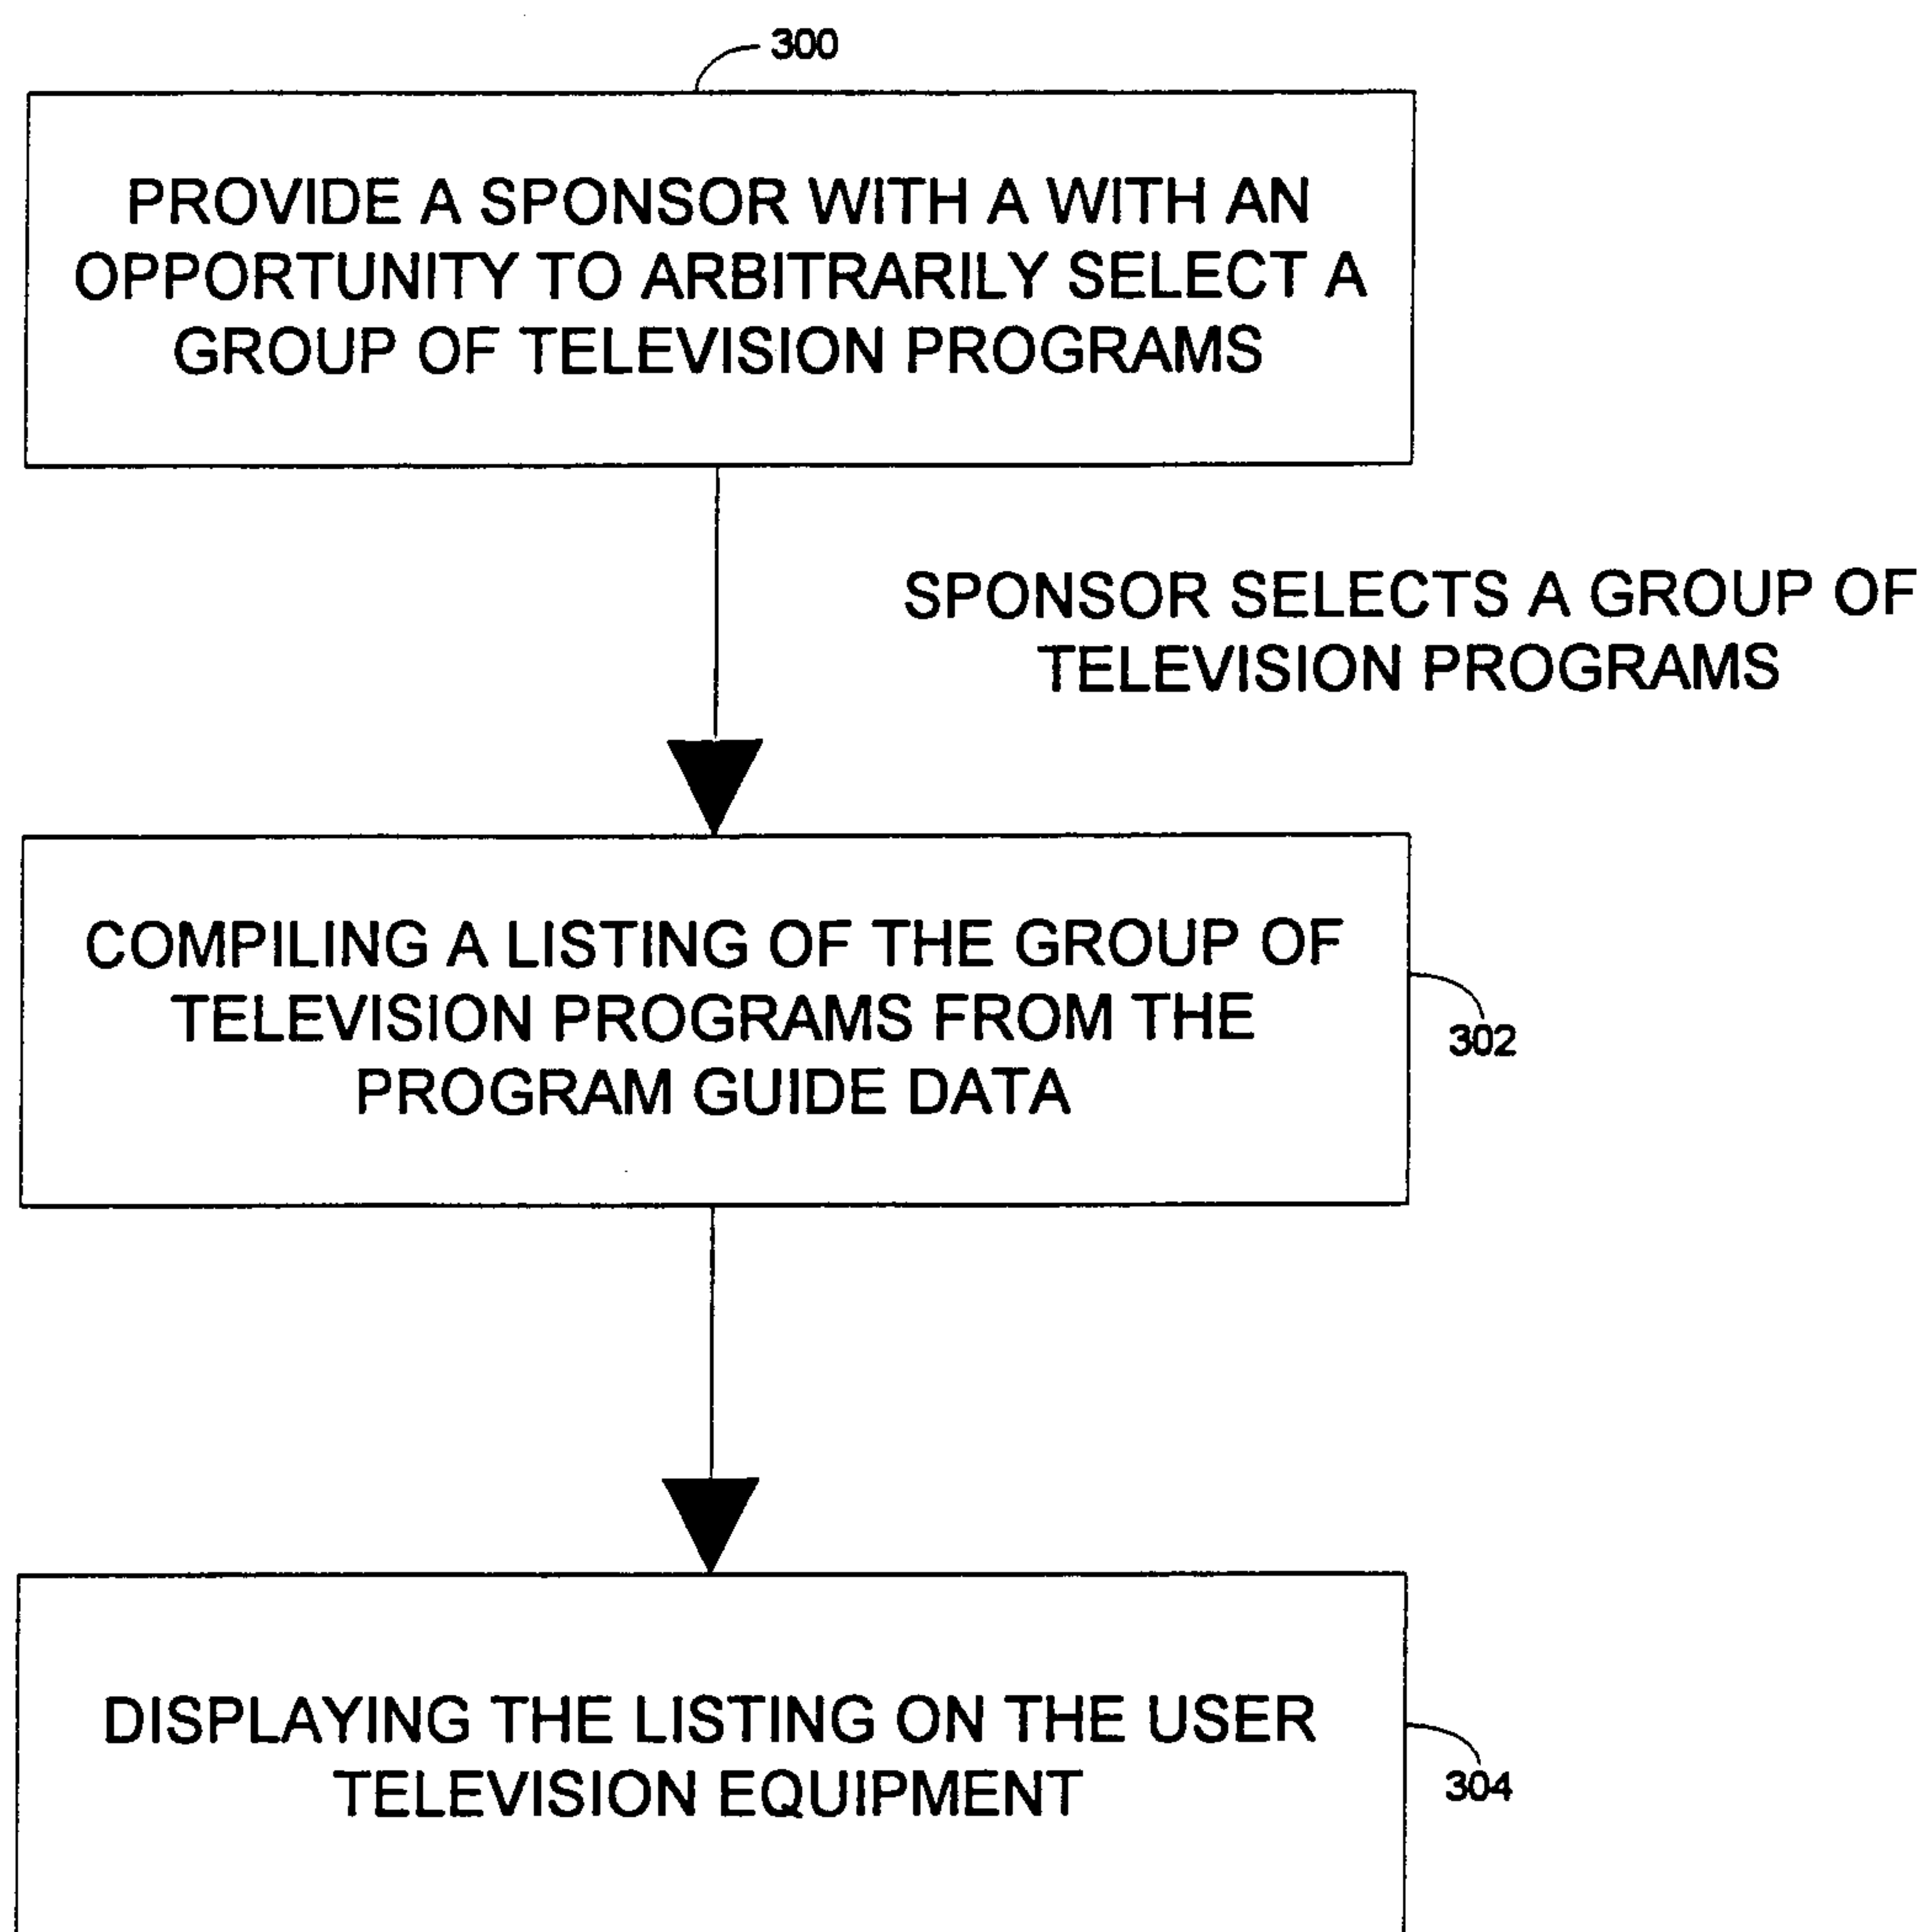 300
PROVIDE A SPONSOR WITH A WITH AN
OPPORTUNITY TO ARBITRARILY SELECT A
GROUP OF TELEVISION PROGRAMS
SPONSOR SELECTS A GROUP OF
TELEVISION PROGRAMS
COMPILING A LISTING OF THE GROUP OF
TELEVISION PROGRAMS FROM THE
PROGRAM GUIDE DATA
302
DISPLAYING THE LISTING ON THE USER
TELEVISION EQUIPMENT
304